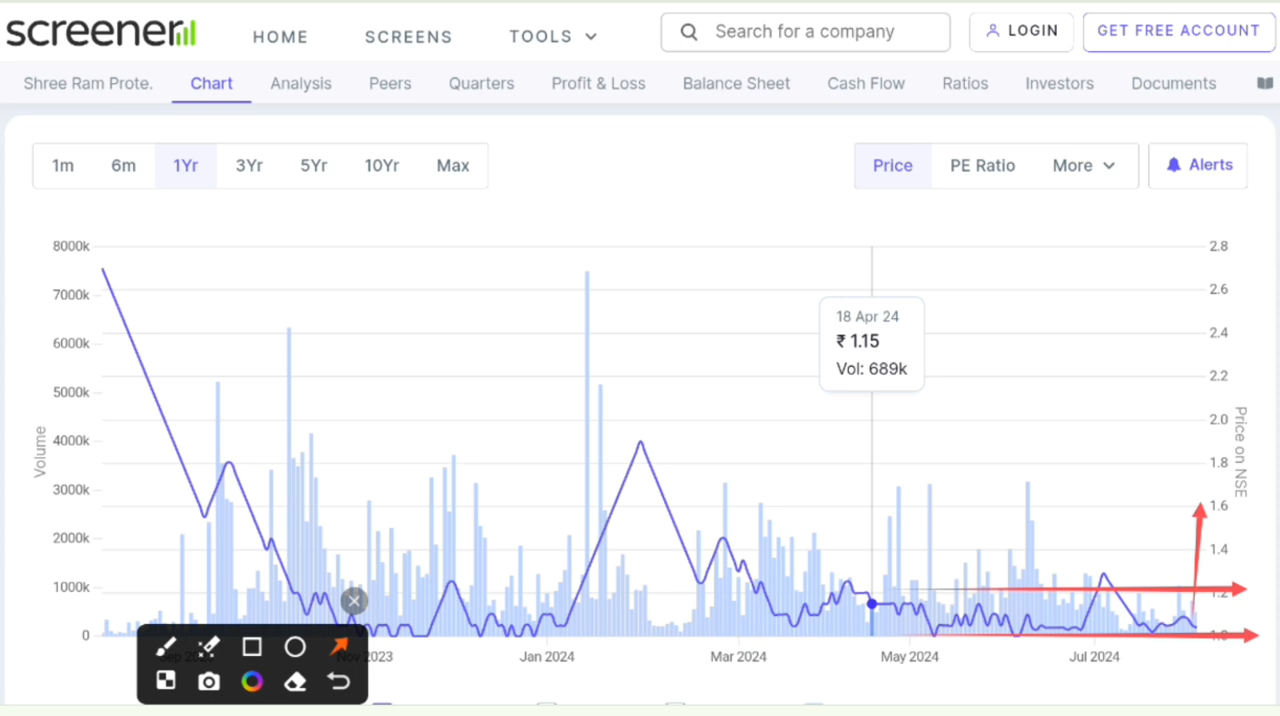 screener
HOME SCREENS TOOLS
Search for a company
LOGIN
GET FREE ACCOUNT
Shree Ram Prote. Chart Analysis Peers Quarters Profit & Loss Balance Sheet Cash Flow Ratios Investors Documents
1m 6m 1Yr 3Yr 5Yr 10Yr Max
Price PE Ratio More
Alerts
8000k
7000k
6000k
5000k
4000k
3000k
2000k
1000k
0
Volume
18 Apr 24
₹ 1.15
Vol: 689k
2.8
2.6
2.4
2.2
2.0
1.8
1.6
1.4
1.2
1.0
Price on NSE
Sep 2023 Nov 2023 Jan 2024 Mar 2024 May 2024 Jul 2024